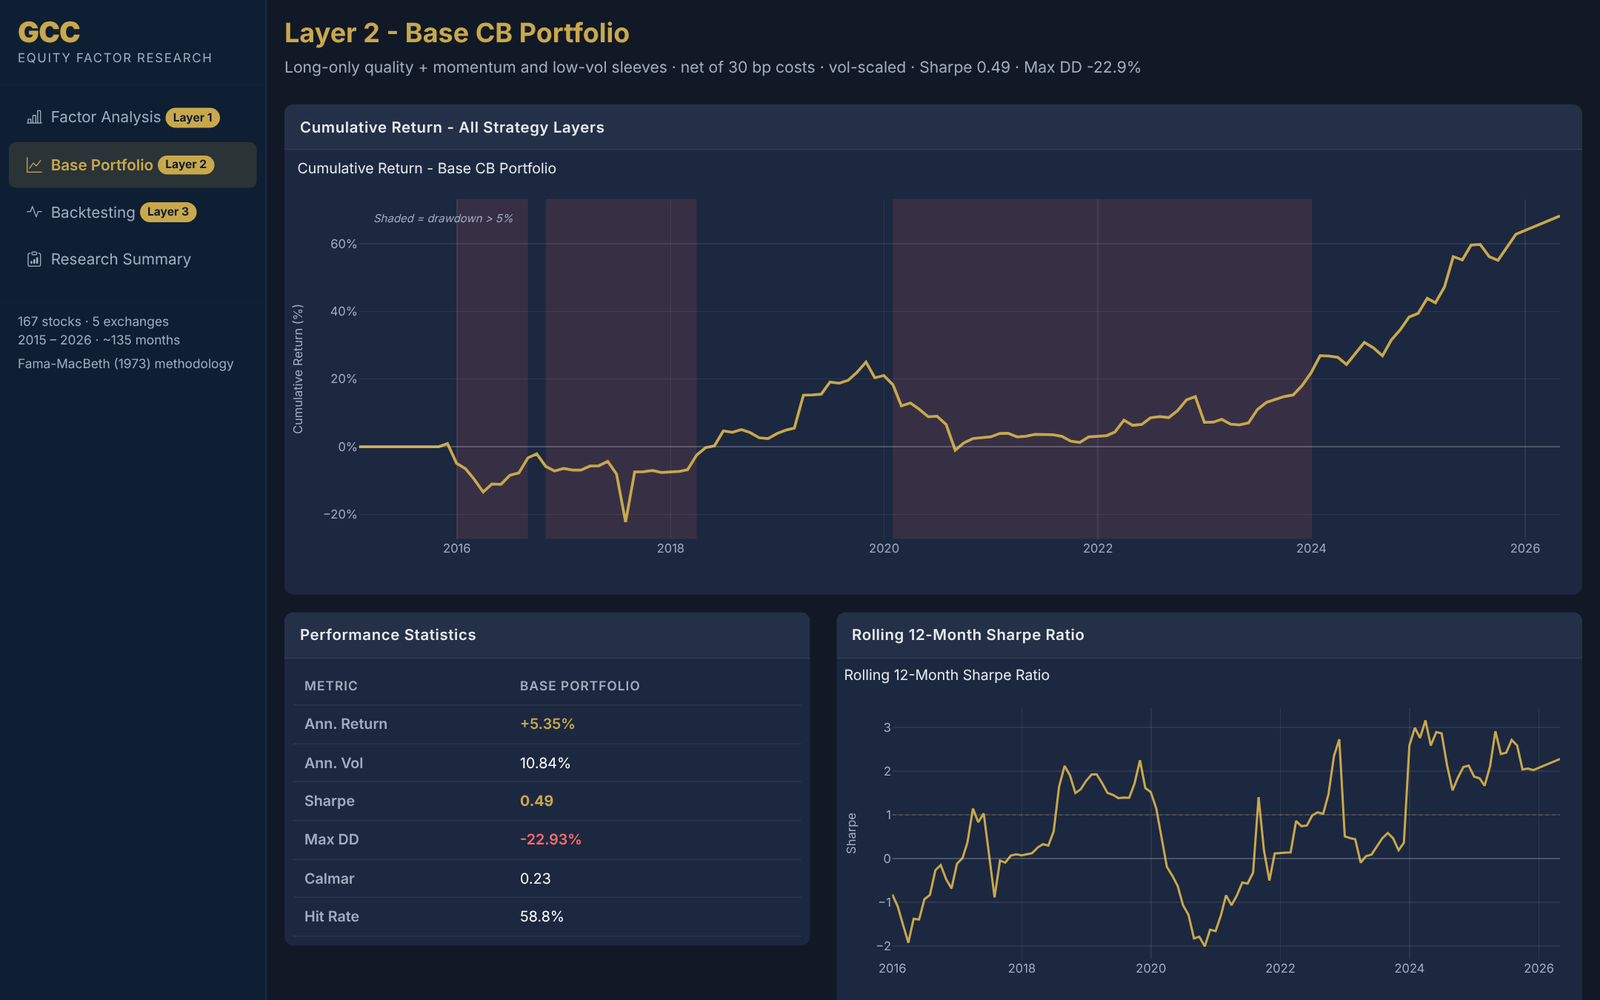 GCC
EQUITY FACTOR RESEARCH
Factor Analysis Layer 1
Base Portfolio Layer 2
Backtesting Layer 3
Research Summary
167 stocks · 5 exchanges
2015 – 2026 · ~135 months
Fama-MacBeth (1973) methodology
Layer 2 - Base CB Portfolio
Long-only quality + momentum and low-vol sleeves · net of 30 bp costs · vol-scaled · Sharpe 0.49 · Max DD -22.9%
Cumulative Return - All Strategy Layers
Cumulative Return - Base CB Portfolio
Shaded = drawdown > 5%
Cumulative Return (%)
60%
40%
20%
0%
−20%
2016 2018 2020 2022 2024 2026
Performance Statistics
METRIC BASE PORTFOLIO
Ann. Return +5.35%
Ann. Vol 10.84%
Sharpe 0.49
Max DD -22.93%
Calmar 0.23
Hit Rate 58.8%
Rolling 12-Month Sharpe Ratio
Rolling 12-Month Sharpe Ratio
Sharpe
3
2
1
0
−1
−2
2016 2018 2020 2022 2024 2026